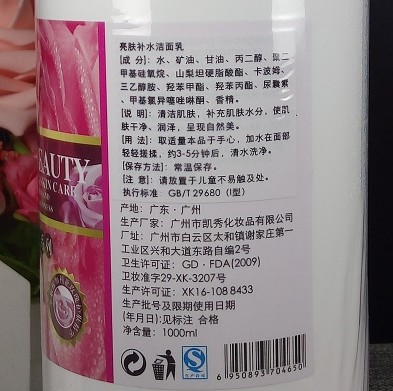 亮肤补水洁面乳
[成 分]: 水、矿油、甘油、丙二醇、聚二
甲基硅氧烷、山梨坦硬脂酸酯、卡波姆、
三乙醇胺、羟苯甲酯、羟苯丙酯、尿囊素
、甲基氯异噻唑啉酮、香精。
[说 明]: 清洁肌肤，补充肌肤水分，使肌
肤干净、润泽，呈现自然美。
[用 法]: 取适量本品于手心，加水在面部
轻轻揉揉，约3-5分钟后，清水洗净。
[保存方法]: 常温保存。
[注 意]: 请放置于儿童不易触及处。
执行标准 GB/T 29680 (I型)
产地: 广东·广州
厂商: 广州市凯秀化妆品有限公司
厂址: 广州市白云区太和镇谢家庄第一
工业区兴和大道东路自编2号
卫生许可证: GD·FDA(2009)
卫妆准字29-XK-3207号
生产许可证: XK16-108 8433
生产批号及限期使用日期
(年月日):见标注 合格
净含量: 1000ml
EAUTY
SKIN CARE
生产许可
6 950893 704650